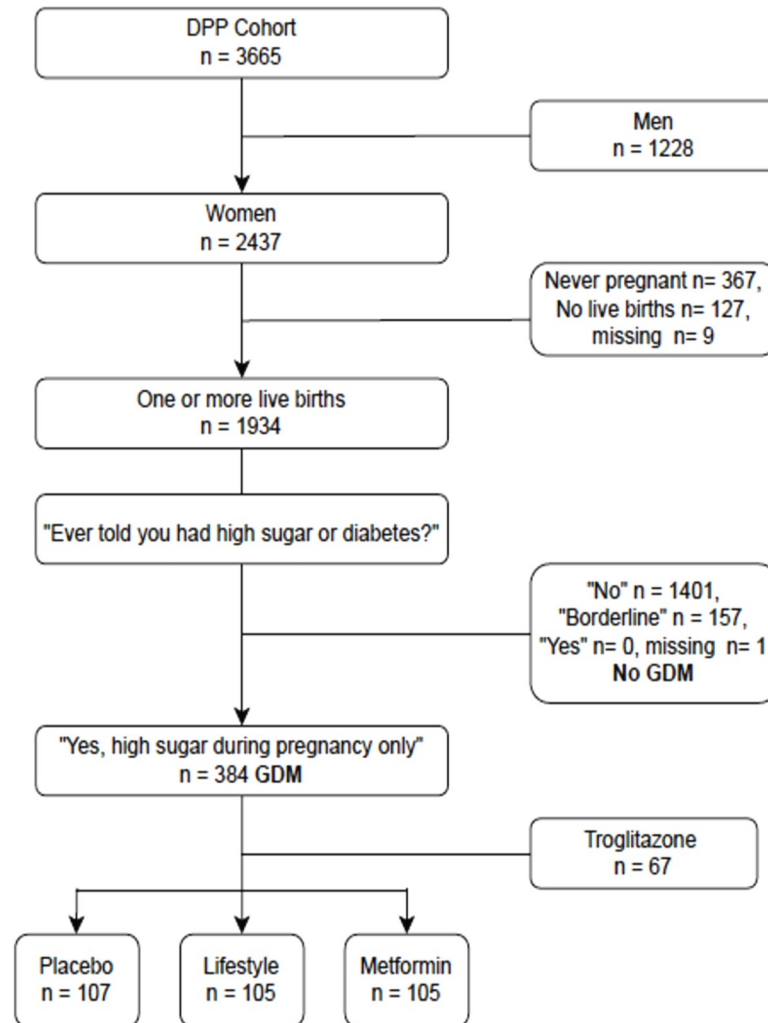 DPP Cohort
n = 3665
Men
n = 1228
Women
n = 2437
Never pregnant n= 367,
No live births n= 127,
missing n= 9
One or more live births
n = 1934
"Ever told you had high sugar or diabetes?"
"No" n = 1401,
"Borderline" n = 157,
"Yes" n= 0, missing n= 1
No GDM
"Yes, high sugar during pregnancy only"
n = 384 GDM
Troglitazone
n = 67
Placebo
n = 107
Lifestyle
n = 105
Metformin
n = 105